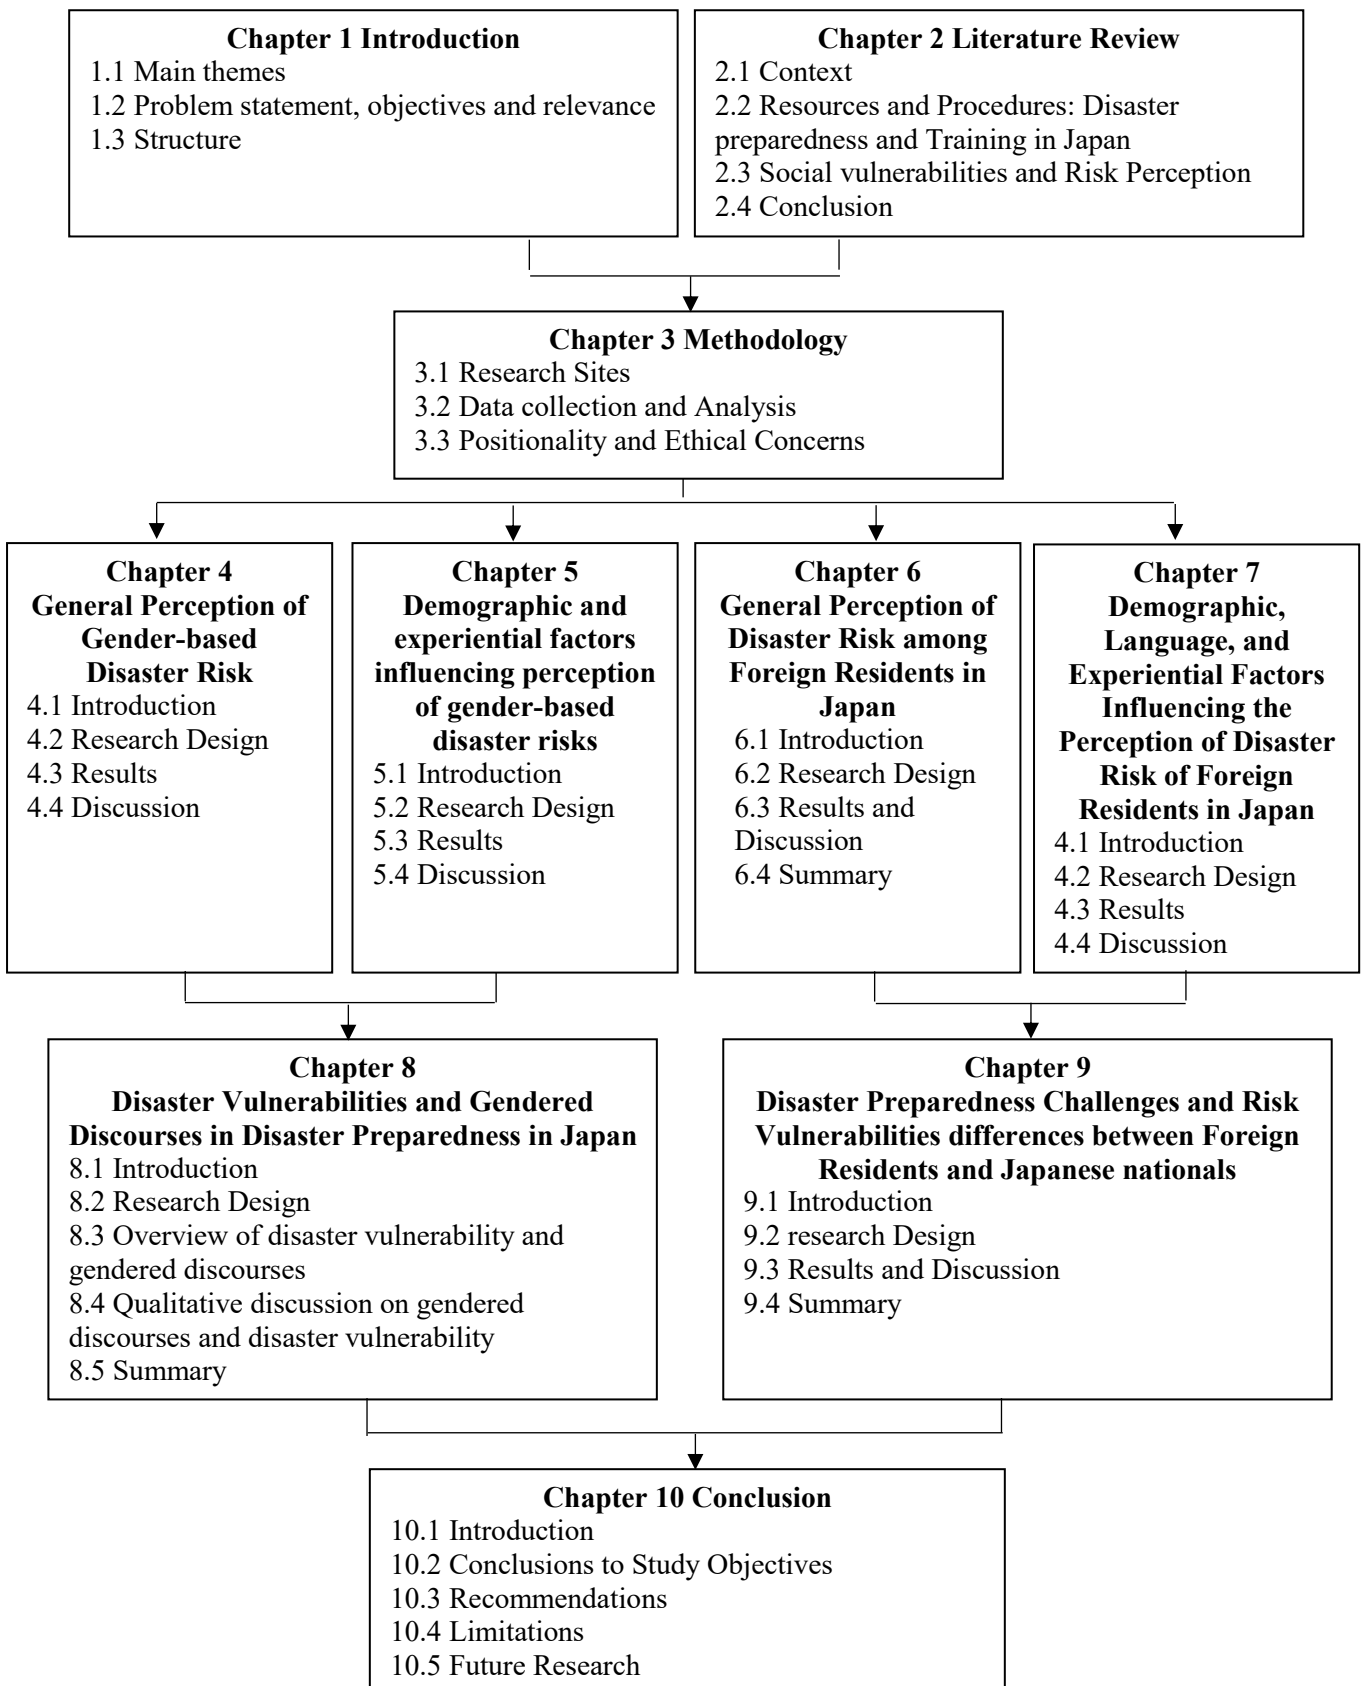 Chapter 1 Introduction
1.1 Main themes
1.2 Problem statement, objectives and relevance
1.3 Structure
Chapter 2 Literature Review
2.1 Context
2.2 Resources and Procedures: Disaster
preparedness and Training in Japan
2.3 Social vulnerabilities and Risk Perception
2.4 Conclusion
Chapter 3 Methodology
3.1 Research Sites
3.2 Data collection and Analysis
3.3 Positionality and Ethical Concerns
Chapter 4
General Perception of
Gender-based
Disaster Risk
4.1 Introduction
4.2 Research Design
4.3 Results
4.4 Discussion
Chapter 5
Demographic and
experiential factors
influencing perception
of gender-based
disaster risks
5.1 Introduction
5.2 Research Design
5.3 Results
5.4 Discussion
Chapter 6
General Perception of
Disaster Risk among
Foreign Residents in
Japan
6.1 Introduction
6.2 Research Design
6.3 Results and
Discussion
6.4 Summary
Chapter 7
Demographic,
Language, and
Experiential Factors
Influencing the
Perception of Disaster
Risk of Foreign
Residents in Japan
4.1 Introduction
4.2 Research Design
4.3 Results
4.4 Discussion
Chapter 8
Disaster Vulnerabilities and Gendered
Discourses in Disaster Preparedness in Japan
8.1 Introduction
8.2 Research Design
8.3 Overview of disaster vulnerability and
gendered discourses
8.4 Qualitative discussion on gendered
discourses and disaster vulnerability
8.5 Summary
Chapter 9
Disaster Preparedness Challenges and Risk
Vulnerabilities differences between Foreign
Residents and Japanese nationals
9.1 Introduction
9.2 research Design
9.3 Results and Discussion
9.4 Summary
Chapter 10 Conclusion
10.1 Introduction
10.2 Conclusions to Study Objectives
10.3 Recommendations
10.4 Limitations
10.5 Future Research